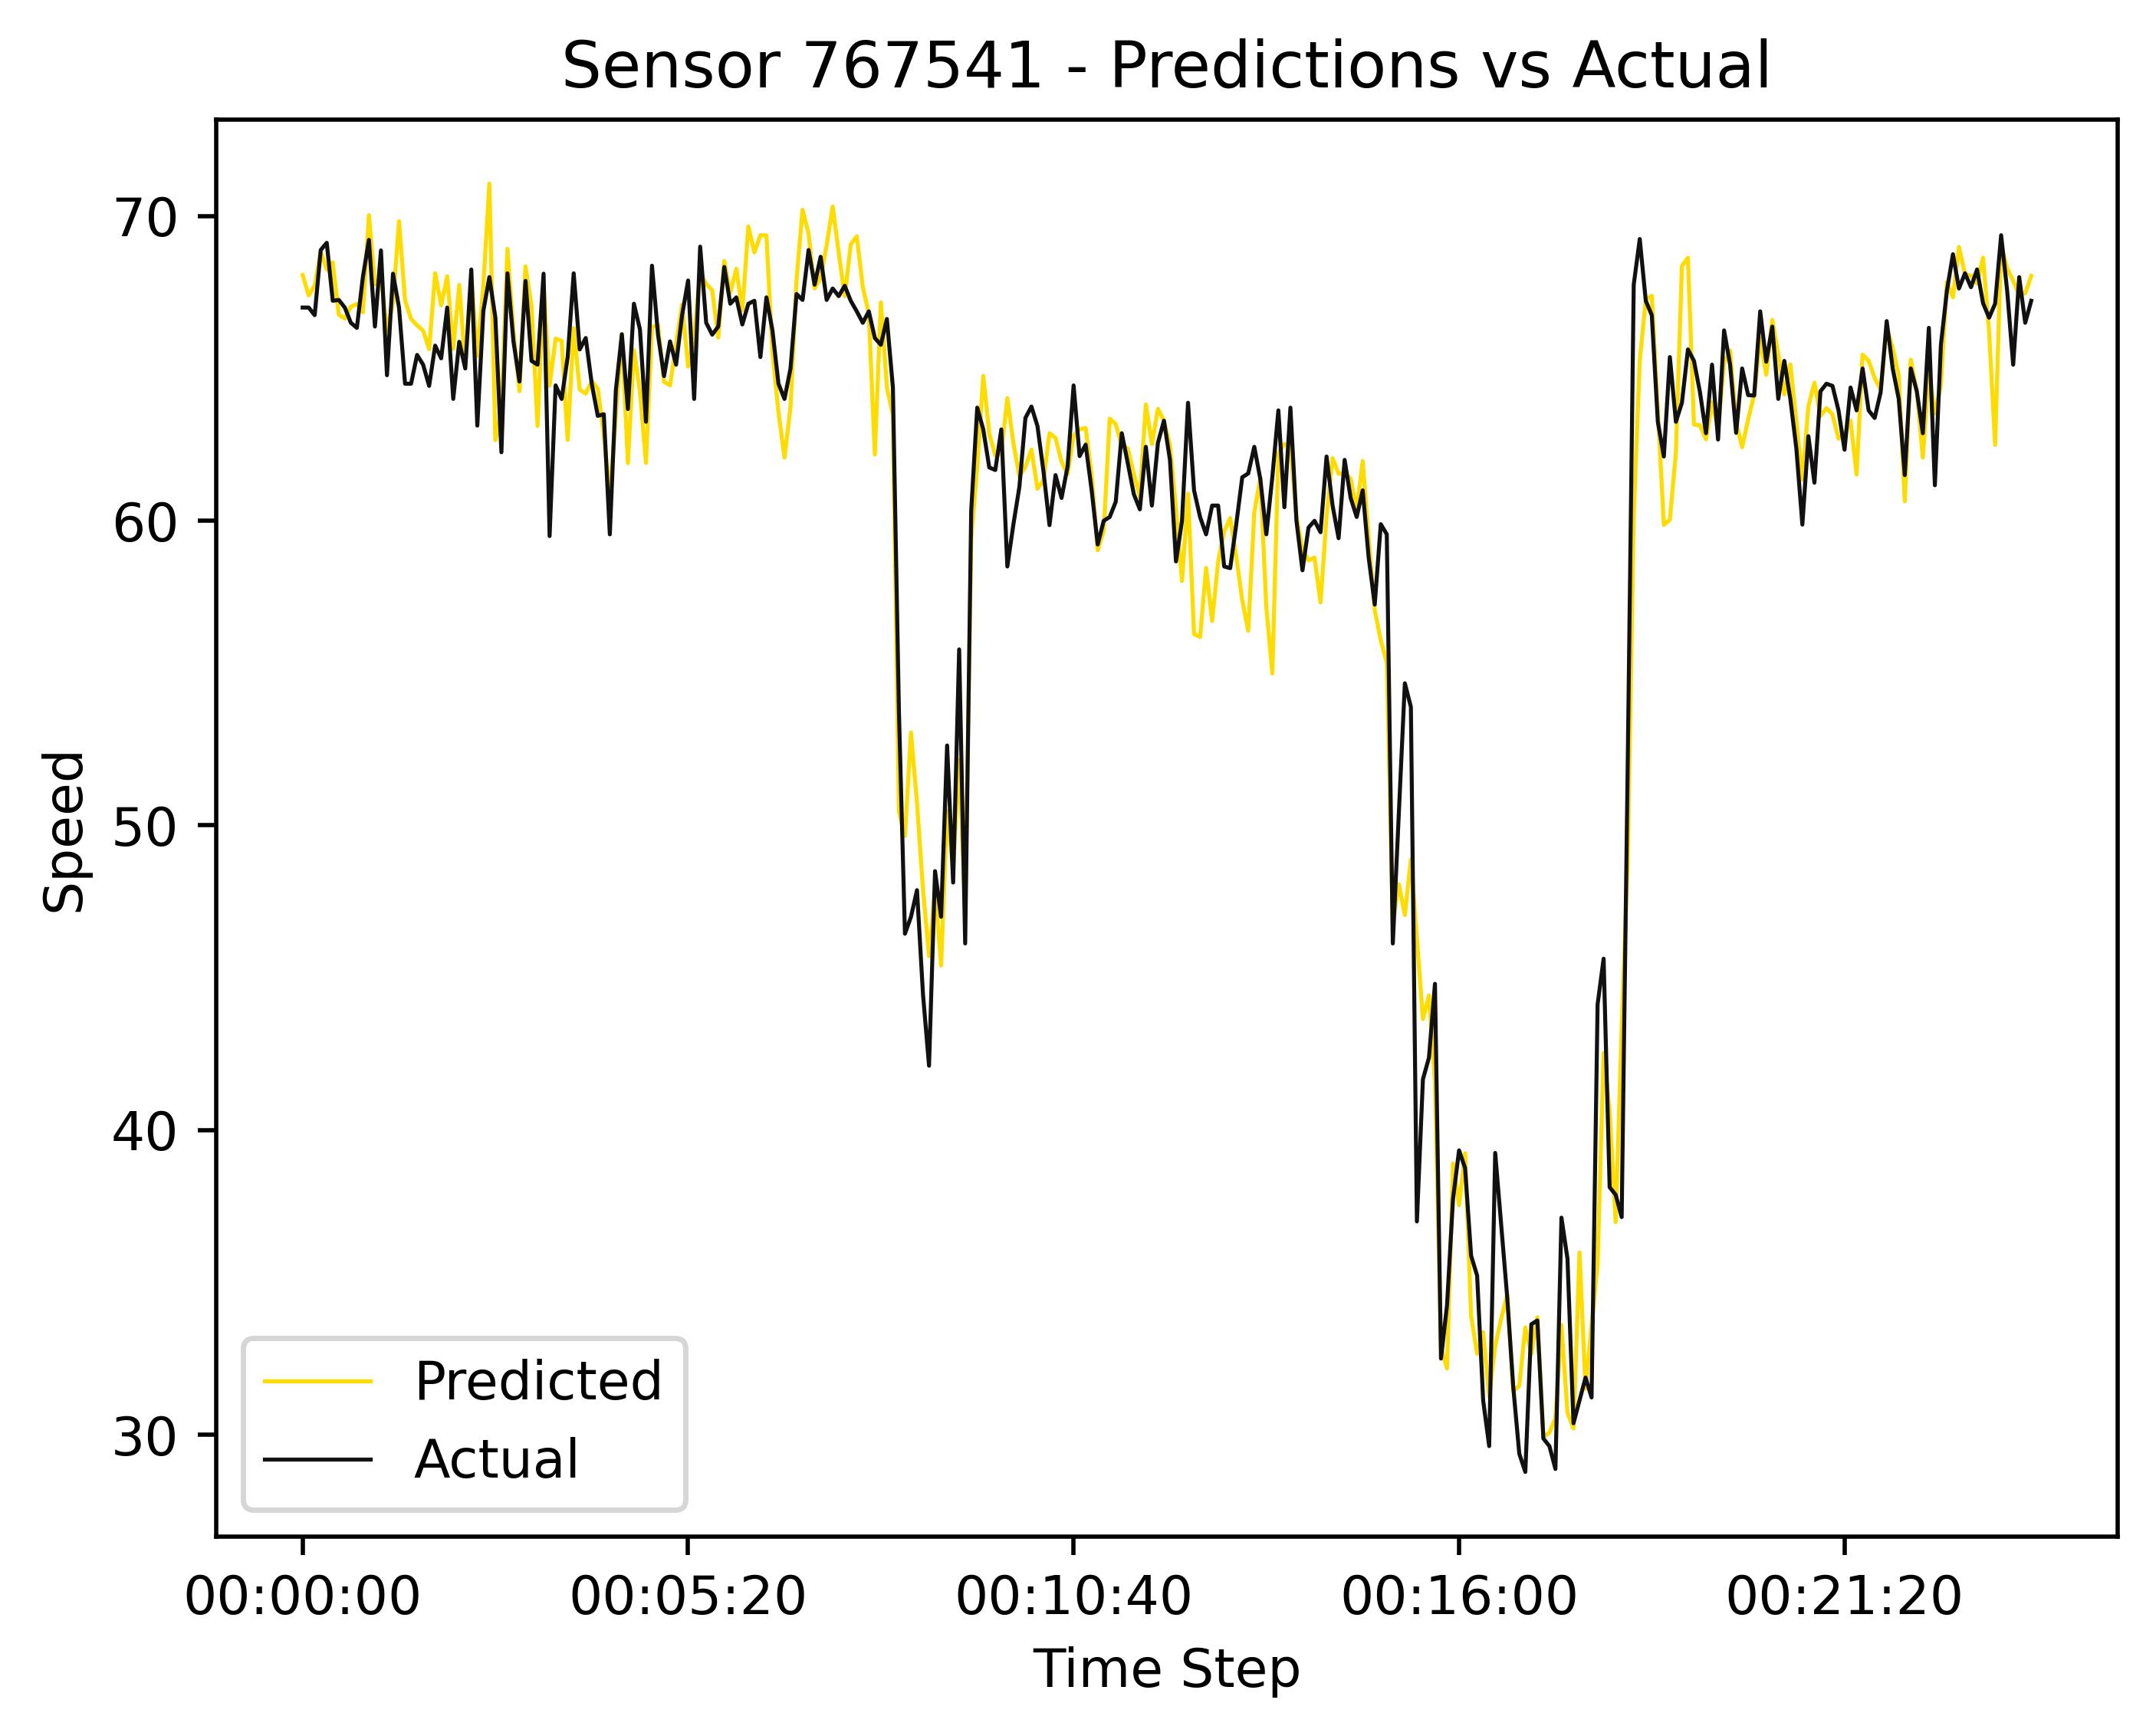 Sensor 767541 - Predictions vs Actual
70
60
50
40
30
Speed
Predicted
Actual
00:00:00 00:05:20 00:10:40 00:16:00 00:21:20
Time Step